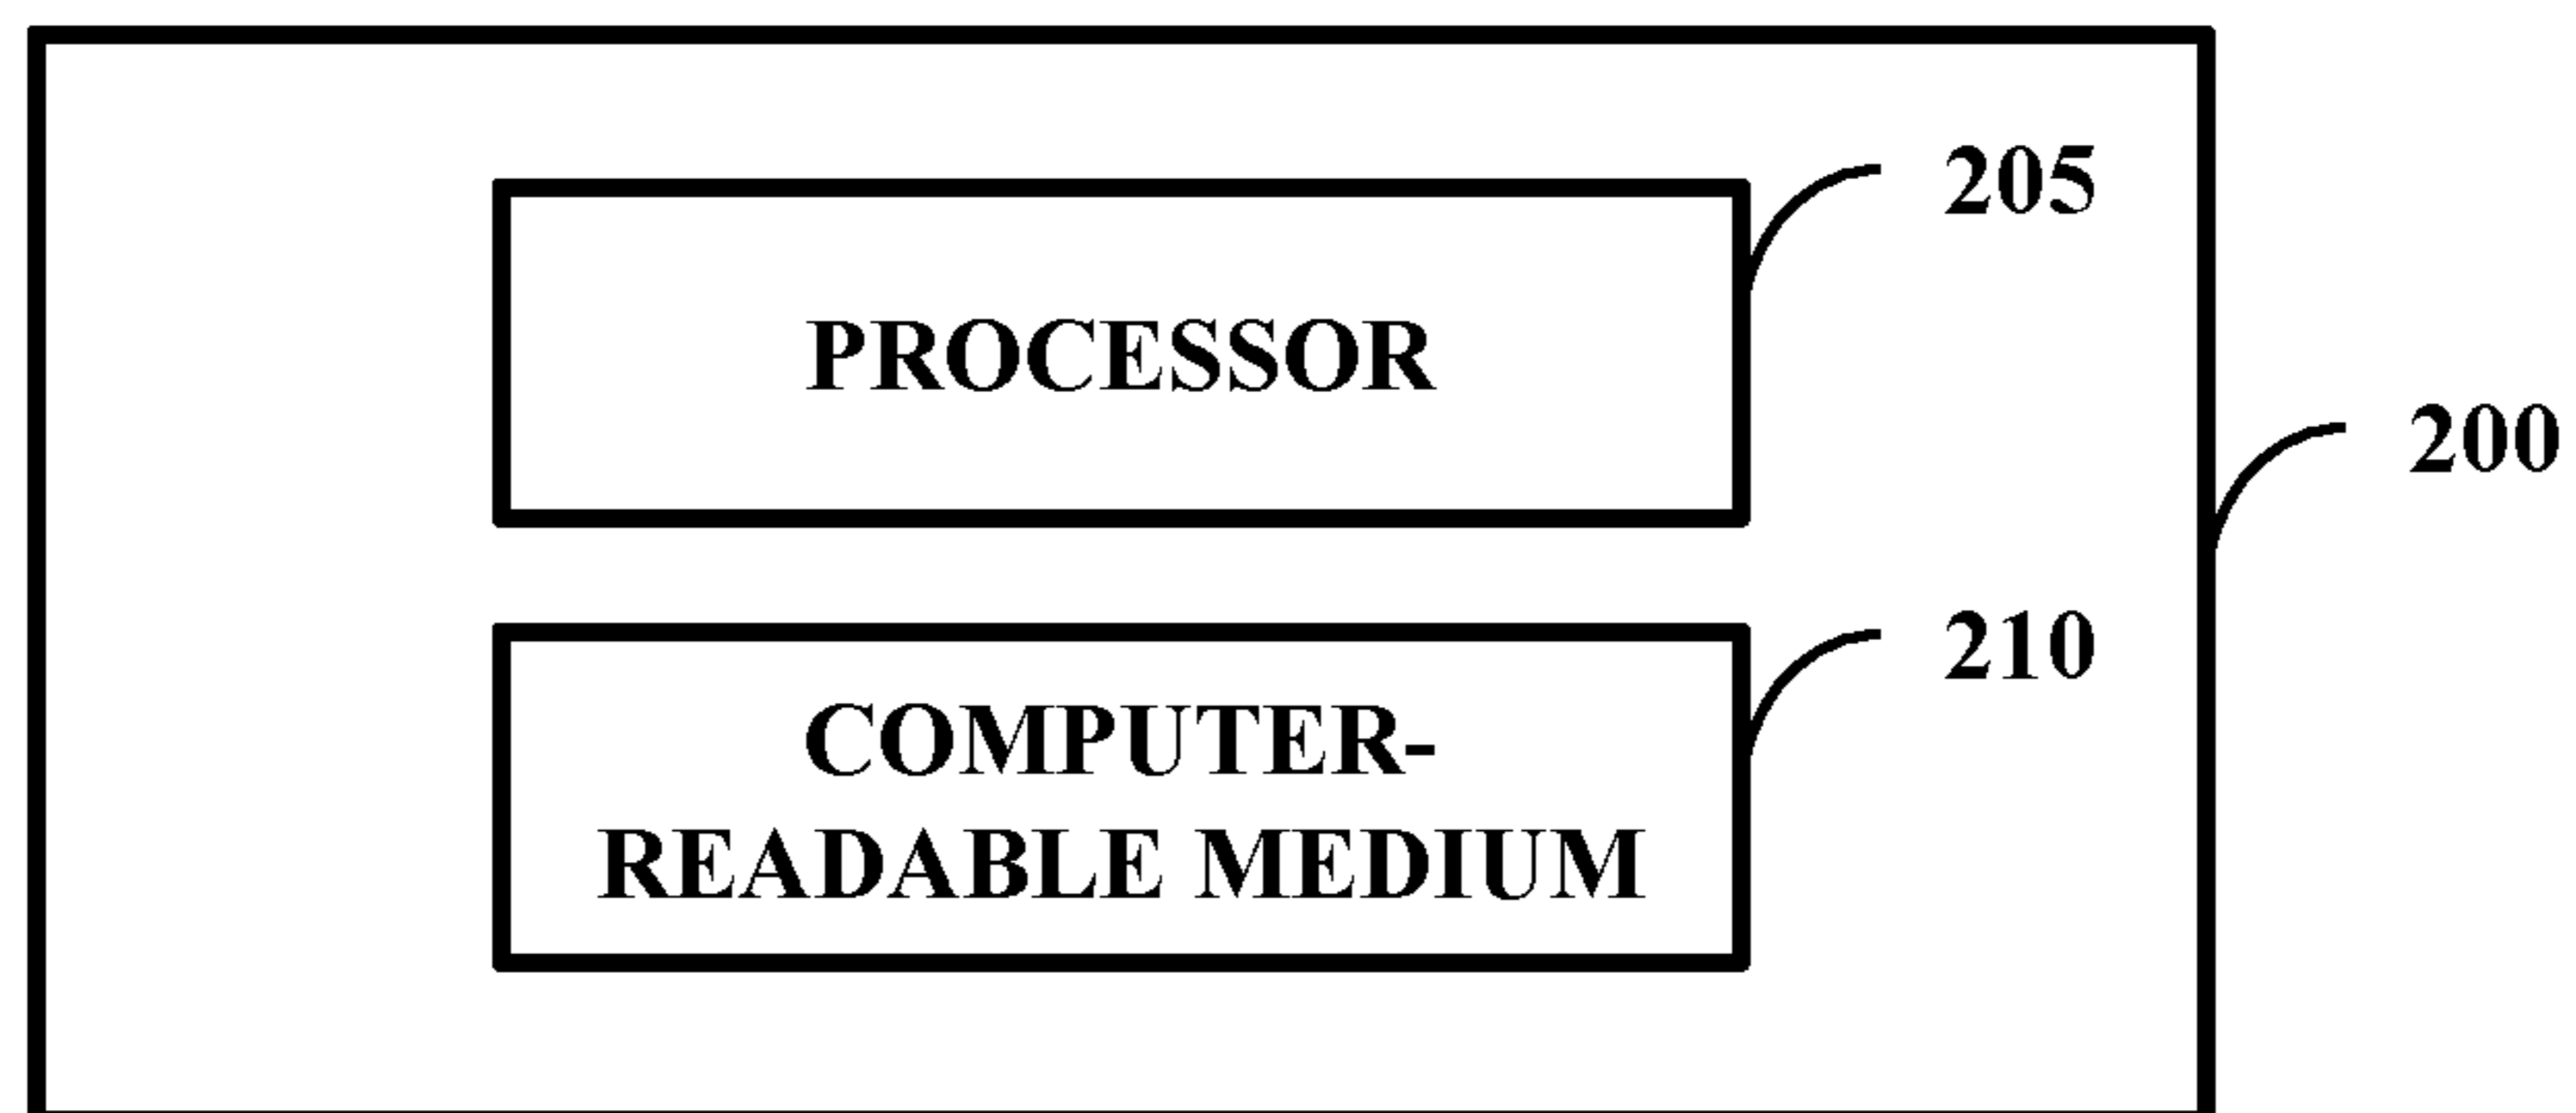 205
PROCESSOR
200
210
COMPUTER-
READABLE MEDIUM